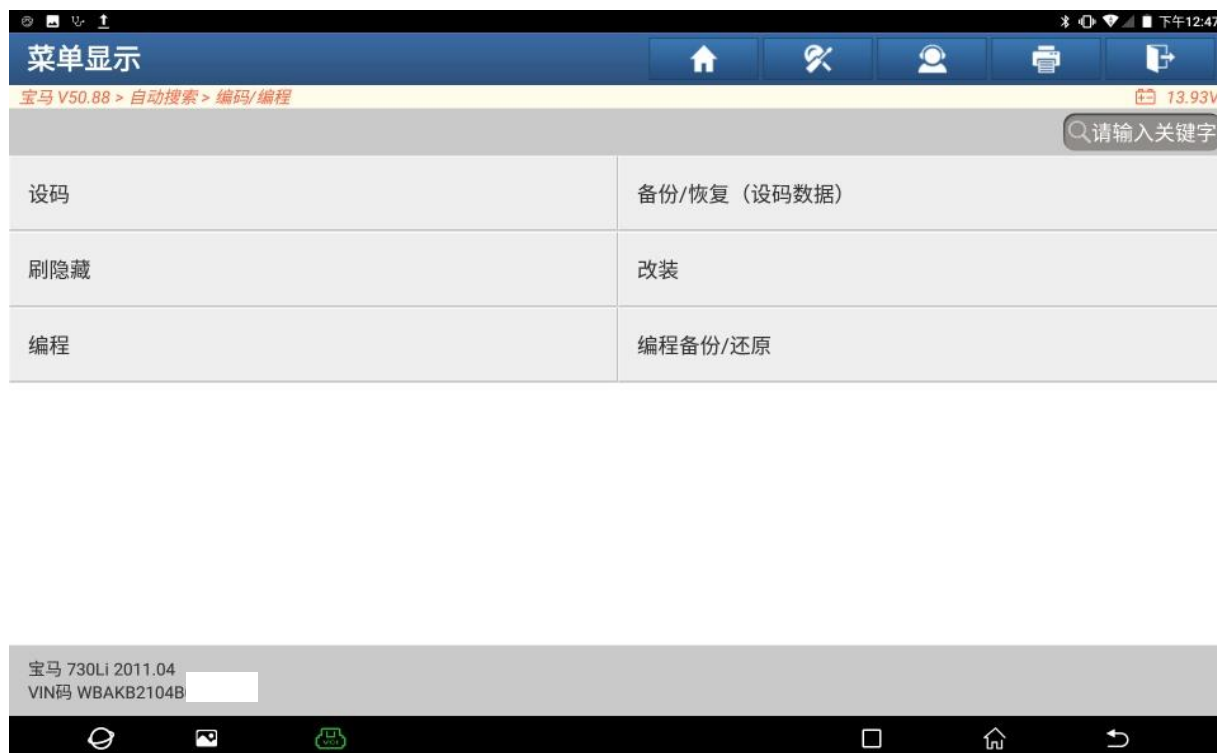 下午12:47
菜单显示
宝马 V50.88 > 自动搜索 > 编码/编程
13.93V
请输入关键字
设码
备份/恢复（设码数据）
刷隐藏
改装
编程
编程备份/还原
宝马 730Li 2011.04
VIN码 WBAKB2104B
VCI